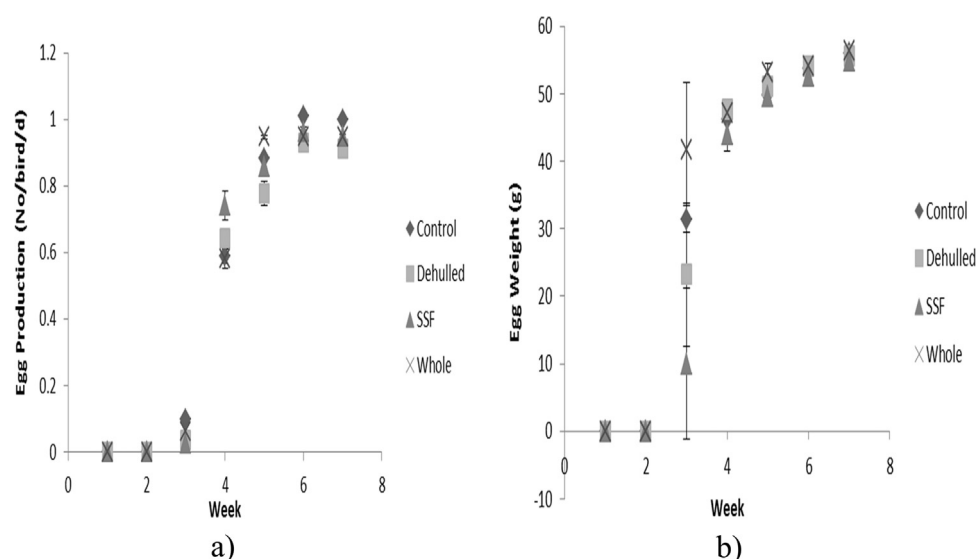 Egg Production (No/bird/d)
1.2
1
0.8
0.6
0.4
0.2
0
0 2 4 6 8
Week
Control
Dehulled
SSF
Whole
a)
Egg Weight (g)
60
50
40
30
20
10
0
-10
0 2 4 6 8
Week
Control
Dehulled
SSF
Whole
b)